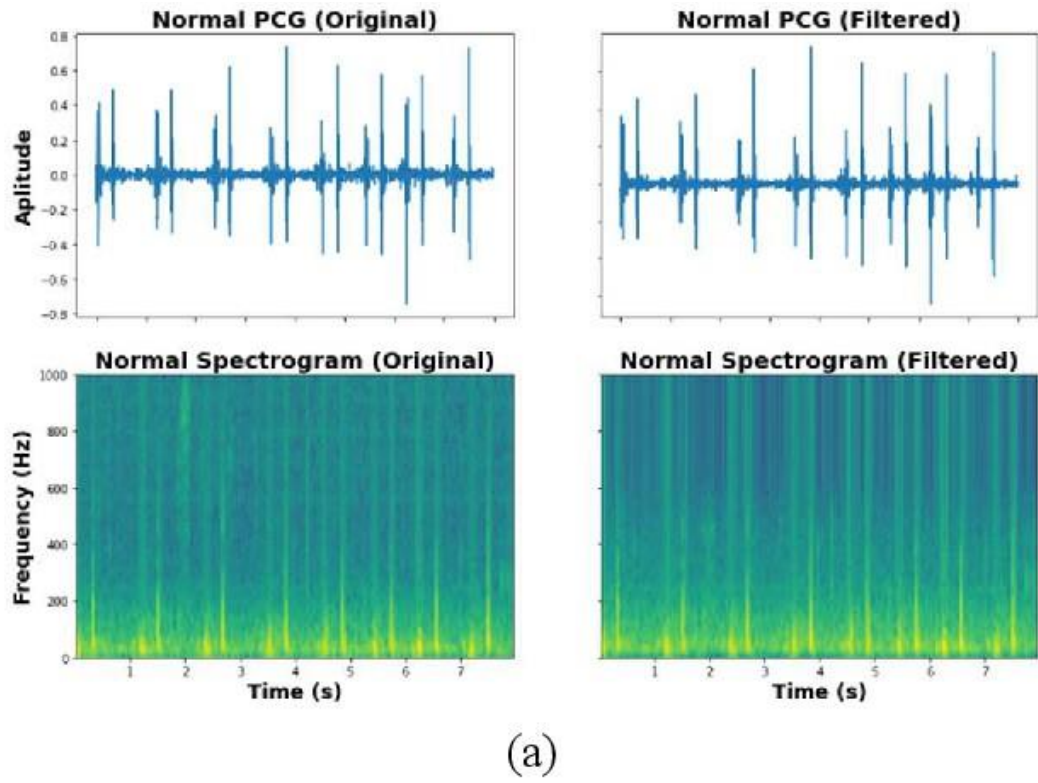 Normal PCG (Original)
Normal PCG (Filtered)
0.8
0.6
0.4
0.2
0.0
−0.2
−0.4
−0.6
−0.8
Aplitude
Normal Spectrogram (Original)
Normal Spectrogram (Filtered)
1000
800
600
400
200
0
Frequency (Hz)
1 2 3 4 5 6 7
1 2 3 4 5 6 7
Time (s)
Time (s)
(a)